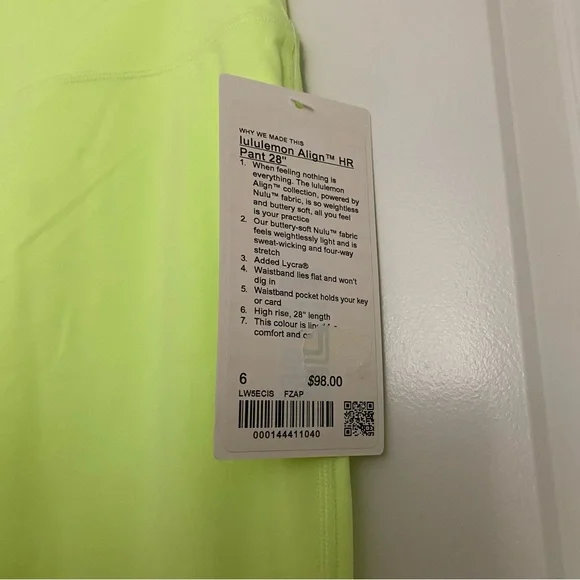 WHY WE MADE THIS
lululemon Align™ HR
Pant 28"
1. When feeling nothing is
everything. The lululemon
Align™ collection, powered by
Nulu™ fabric, is so weightless
and buttery soft, all you feel
is your practice
2. Our buttery-soft Nulu™ fabric
feels weightlessly light and is
sweat-wicking and four-way
stretch
3. Added Lycra®
4. Waistband lies flat and won't
dig in
5. Waistband pocket holds your key
or card
6. High rise, 28" length
7. This colour is
comfort and
6 $98.00
LW5ECIS FZAP
000144411040